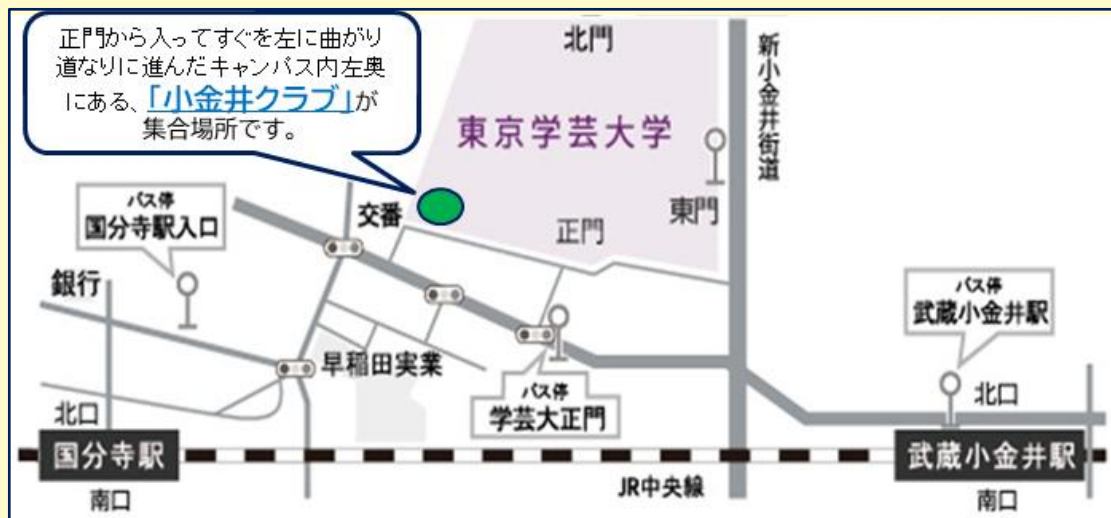 正門から入ってすぐを左に曲がり
道なりに進んだキャンパス内左奥
にある、「小金井クラブ」が
集合場所です。
北門
新小金井街道
東京学芸大学
東門
正門
交番
バス停
国分寺駅入口
銀行
バス停
武蔵小金井駅
早稲田実業
バス停
学芸大正門
北口
国分寺駅
南口
JR中央線
北口
武蔵小金井駅
南口